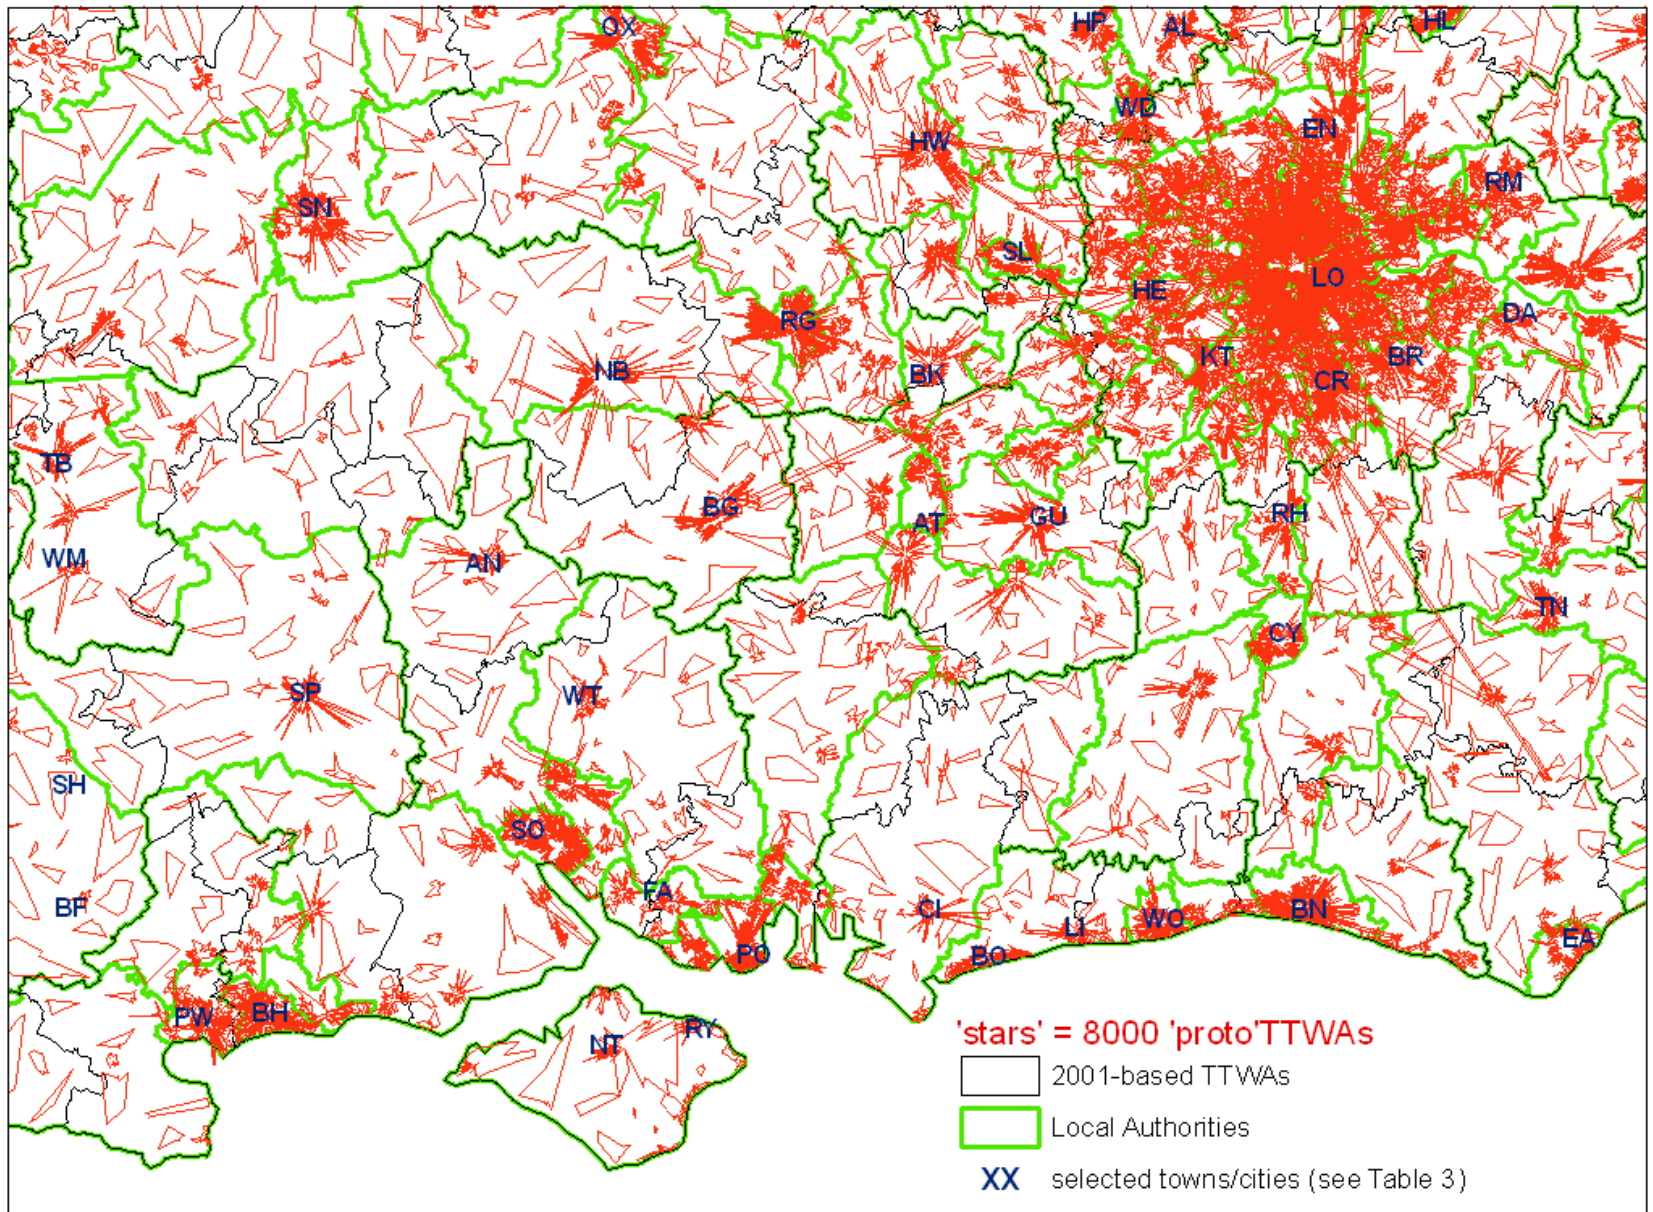 OX
HP
AL
HL
WD
EN
HW
RM
SN
SL
LO
HE
DA
RG
KT
BR
NB
BK
CR
TB
BG
AT
GU
RH
WM
AN
TN
CY
SP
WT
SH
SO
FA
BF
CI
LI
WO
BN
EA
PO
BO
PW
BH
NT
RY
'stars' = 8000 'proto'TTWAs
2001-based TTWAs
Local Authorities
XX selected towns/cities (see Table 3)